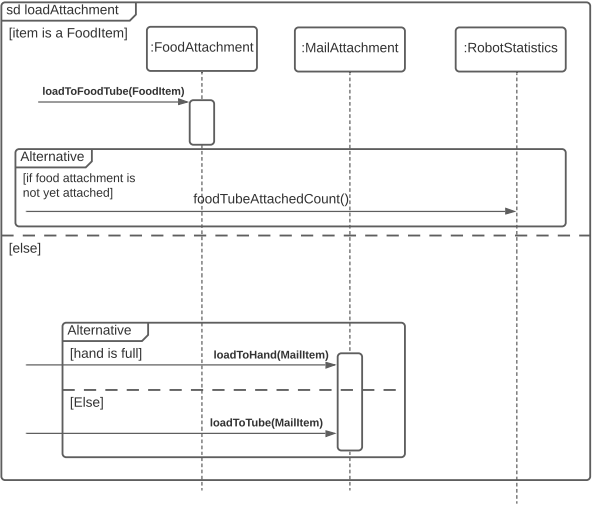 sd loadAttachment
[item is a FoodItem]
:FoodAttachment
:MailAttachment
:RobotStatistics
loadToFoodTube(FoodItem)
Alternative
[if food attachment is
not yet attached]
foodTubeAttachedCount()
[else]
Alternative
[hand is full]
loadToHand(MailItem)
[Else]
loadToTube(MailItem)